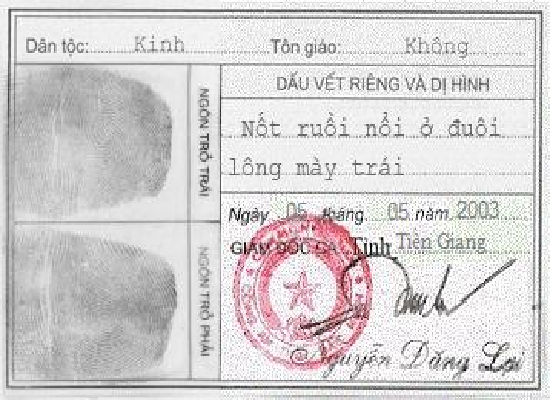 Dân tộc: Kinh Tôn giáo: Không
NGÓN TRỎ TRÁI
DẤU VẾT RIÊNG VÀ DỊ HÌNH
Nốt ruồi nổi ở đuôi
lông mày trái
Ngày 05 tháng 05 năm 2003
GIÁM ĐỐC CA Tỉnh Tiền Giang
NGÓN TRỎ PHẢI
Nguyễn Đăng Lợi